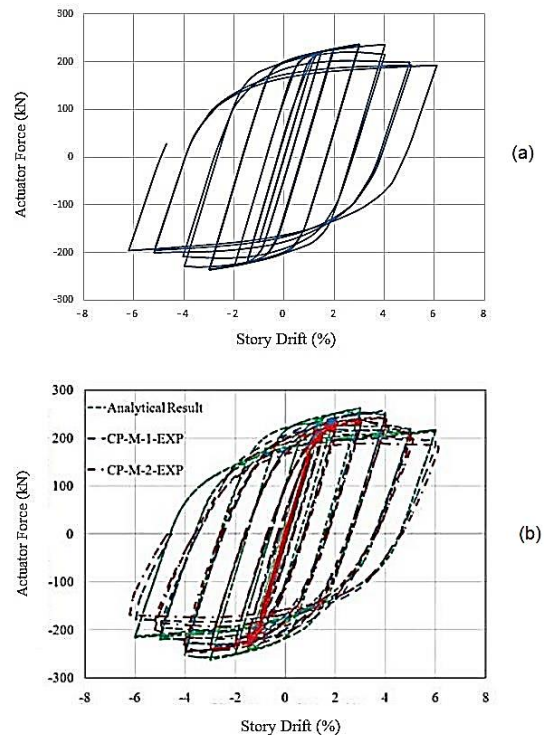 300
200
100
0
-100
-200
-300
-8 -6 -4 -2 0 2 4 6 8
Actuator Force (kN)
Story Drift (%)
(a)
300
200
100
0
-100
-200
-300
-8 -6 -4 -2 0 2 4 6 8
Actuator Force (kN)
Story Drift (%)
Analytical Result
CP-M-1-EXP
CP-M-2-EXP
(b)